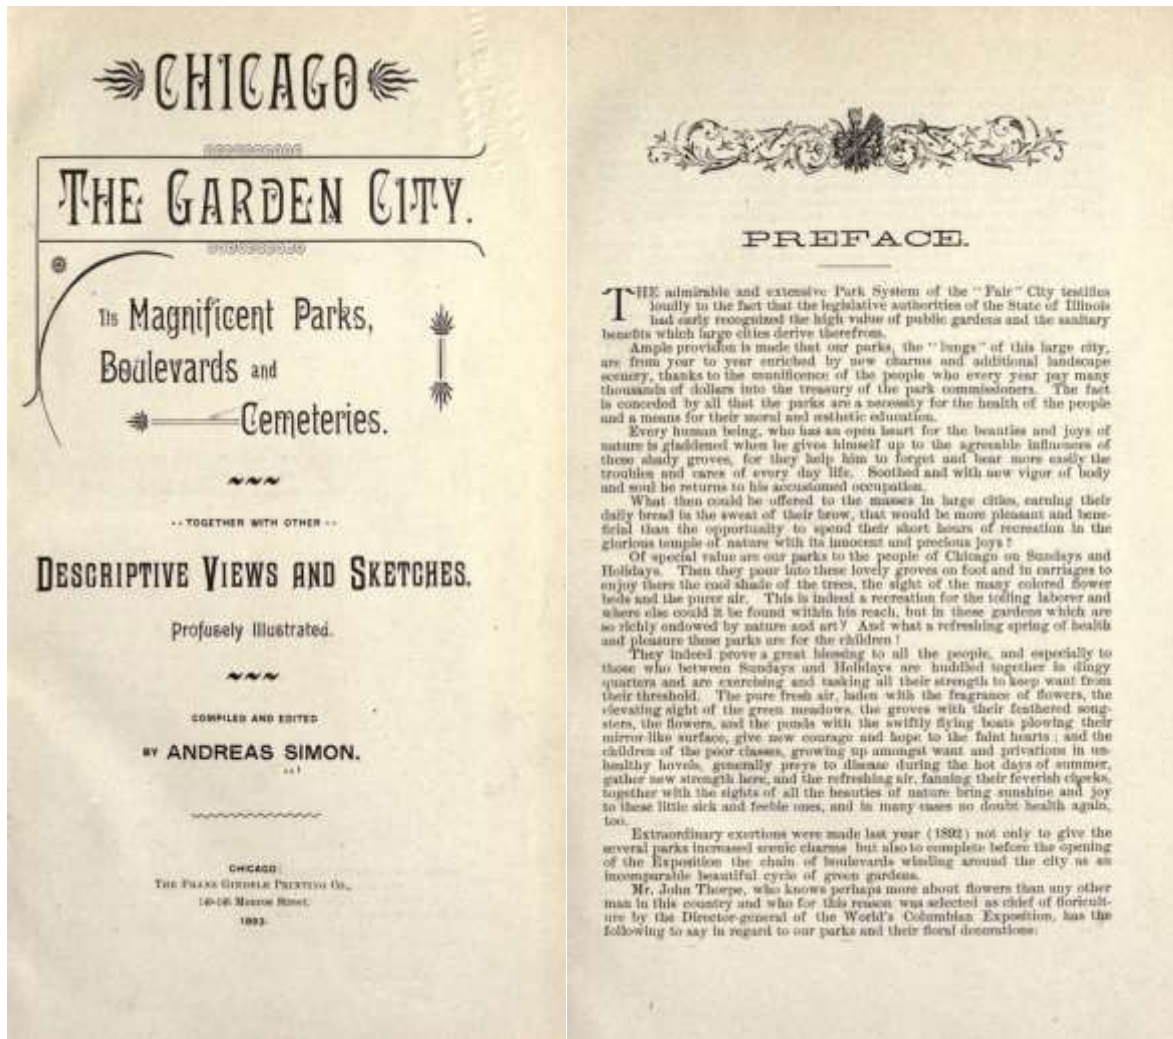 CHICAGO
THE GARDEN CITY.
Its Magnificent Parks,
Boulevards and
Cemeteries.
--TOGETHER WITH OTHER--
DESCRIPTIVE VIEWS AND SKETCHES.
Profusely Illustrated.
COMPILED AND EDITED
BY ANDREAS SIMON.
CHICAGO:
THE FRANZ GINDELE PRINTING CO.,
140-146 MONROE STREET.
1893.
PREFACE.
THE admirable and extensive Park System of the "Fair" City testifies
loudly to the fact that the legislative authorities of the State of Illinois
had early recognized the high value of public gardens and the sanitary
benefits which large cities derive therefrom.
Ample provision is made that our parks, the "lungs" of this large city,
are from year to year enriched by new charms and additional landscape
scenery, thanks to the munificence of the people who every year pay many
thousands of dollars into the treasury of the park commissioners. The fact
is conceded by all that the parks are a necessity for the health of the people
and a means for their moral and æsthetic education.
Every human being, who has an open heart for the beauties and joys of
nature is gladdened when he gives himself up to the agreeable influences of
these shady groves, for they help him to forget and bear more easily the
troubles and cares of every day life. Soothed and with new vigor of body
and soul he returns to his accustomed occupation.
What then could be offered to the masses in large cities, earning their
daily bread in the sweat of their brow, that would be more pleasant and bene-
ficial than the opportunity to spend their short hours of recreation in the
glorious temple of nature with its innocent and precious joys?
Of special value are our parks to the people of Chicago on Sundays and
Holidays. Then they pour into these lovely groves on foot and in carriages to
enjoy there the cool shade of the trees, the sight of the many colored flower
beds and the purer air. This is indeed a recreation for the toiling laborer and
where else could it be found within his reach, but in these gardens which are
so richly endowed by nature and art? And what a refreshing spring of health
and pleasure these parks are for the children!
They indeed prove a great blessing to all the people, and especially to
those who between Sundays and Holidays are huddled together in dingy
quarters and are exercising and tasking all their strength to keep want from
their threshold. The pure fresh air, laden with the fragrance of flowers, the
elevating sight of the green meadows, the groves with their feathered song-
sters, the flowers, and the ponds with the swiftly flying boats plowing their
mirror-like surface, give new courage and hope to the faint hearts; and the
children of the poor classes, growing up amongst want and privations in un-
healthy hovels, generally preys to disease during the hot days of summer,
gather new strength here, and the refreshing air, fanning their feverish cheeks,
together with the sights of all the beauties of nature bring sunshine and joy
to these little sick and feeble ones, and in many cases no doubt health again,
too.
Extraordinary exertions were made last year (1892) not only to give the
several parks increased scenic charms but also to complete before the opening
of the Exposition the chain of boulevards winding around the city as an
incomparable beautiful cycle of green gardens.
Mr. John Thorpe, who knows perhaps more about flowers than any other
man in this country and who for this reason was selected as chief of floricult-
ure by the Director-general of the World's Columbian Exposition, has the
following to say in regard to our parks and their floral decorations: